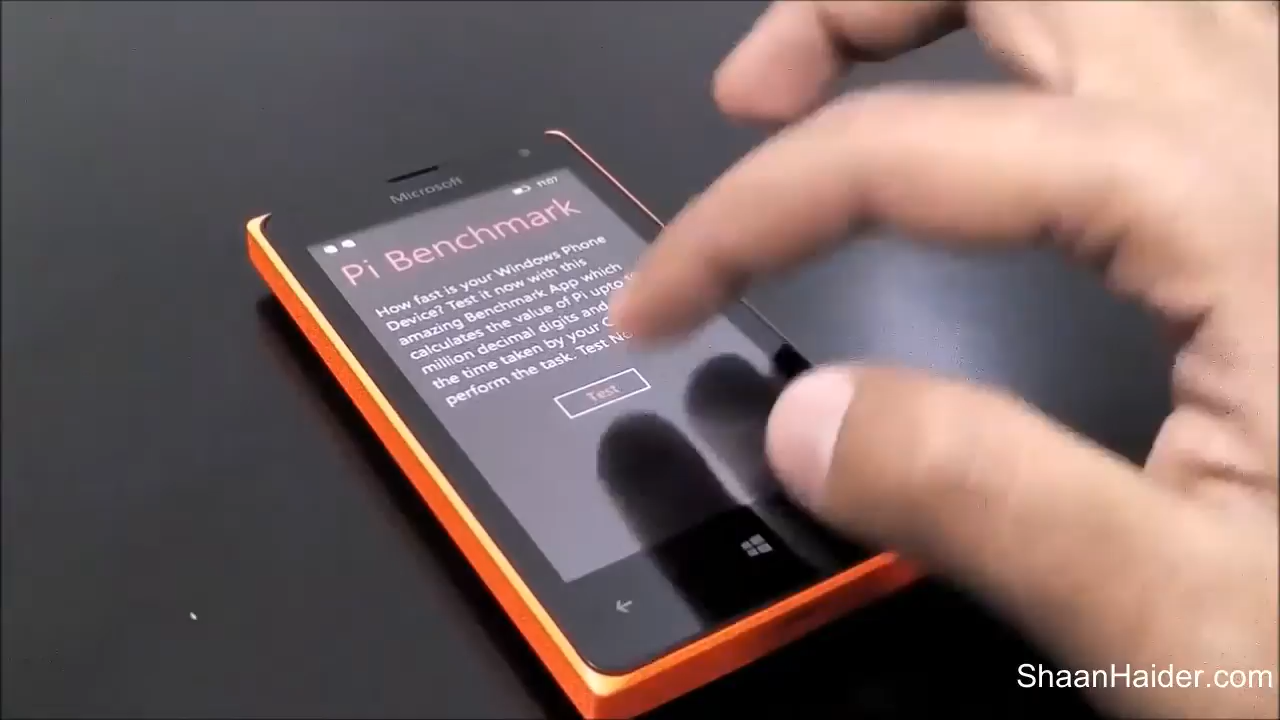 Microsoft
11:07
Pi Benchmark
How fast is your Windows Phone
Device? Test it now with this
amazing Benchmark App which
calculates the value of Pi upto
million decimal digits and
the time taken by your
perform the task. Test
Test
ShaanHaider.com